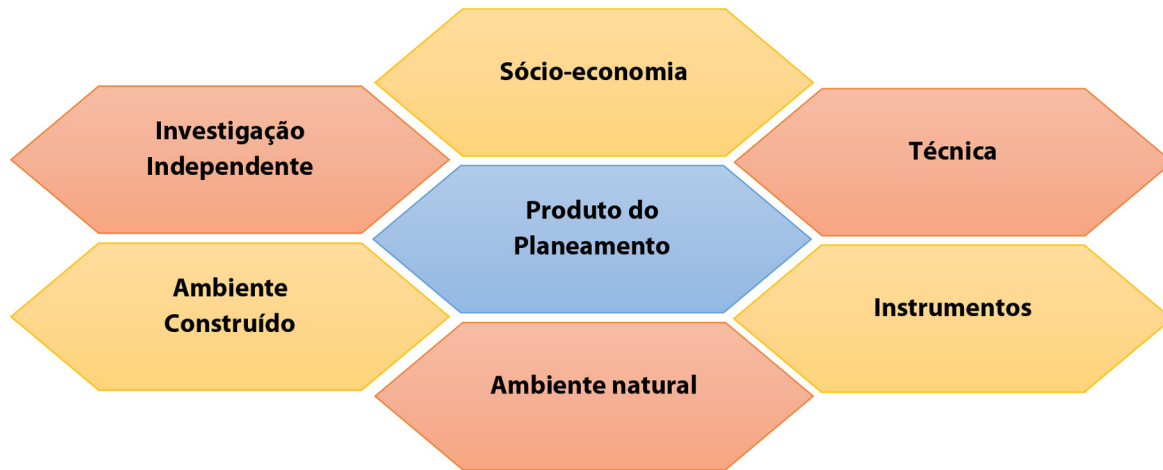 Sócio-economia
Investigação
Independente
Técnica
Produto do
Planeamento
Ambiente
Construído
Instrumentos
Ambiente natural